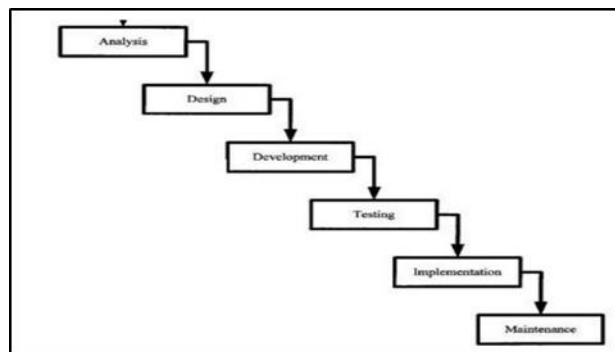 Analysis
Design
Development
Testing
Implementation
Maintenance